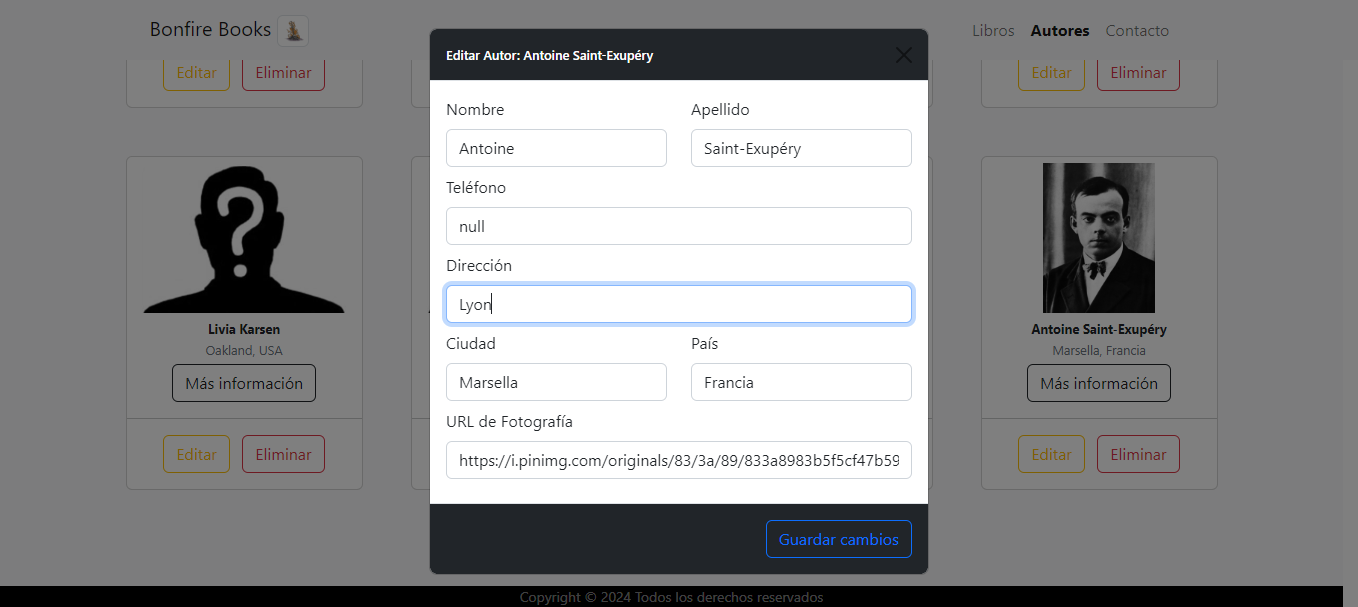 Bonfire Books
Libros Autores Contacto
Editar Eliminar
Editar Eliminar
Livia Karsen
Oakland, USA
Más información
Editar Eliminar
Editar Autor: Antoine Saint-Exupéry
Nombre Apellido
Antoine Saint-Exupéry
Teléfono
null
Dirección
Lyon
Ciudad País
Marsella Francia
URL de Fotografía
https://i.pinimg.com/originals/83/3a/89/833a8983b5f5cf47b59
Guardar cambios
Antoine Saint-Exupéry
Marsella, Francia
Más información
Editar Eliminar
Copyright © 2024 Todos los derechos reservados